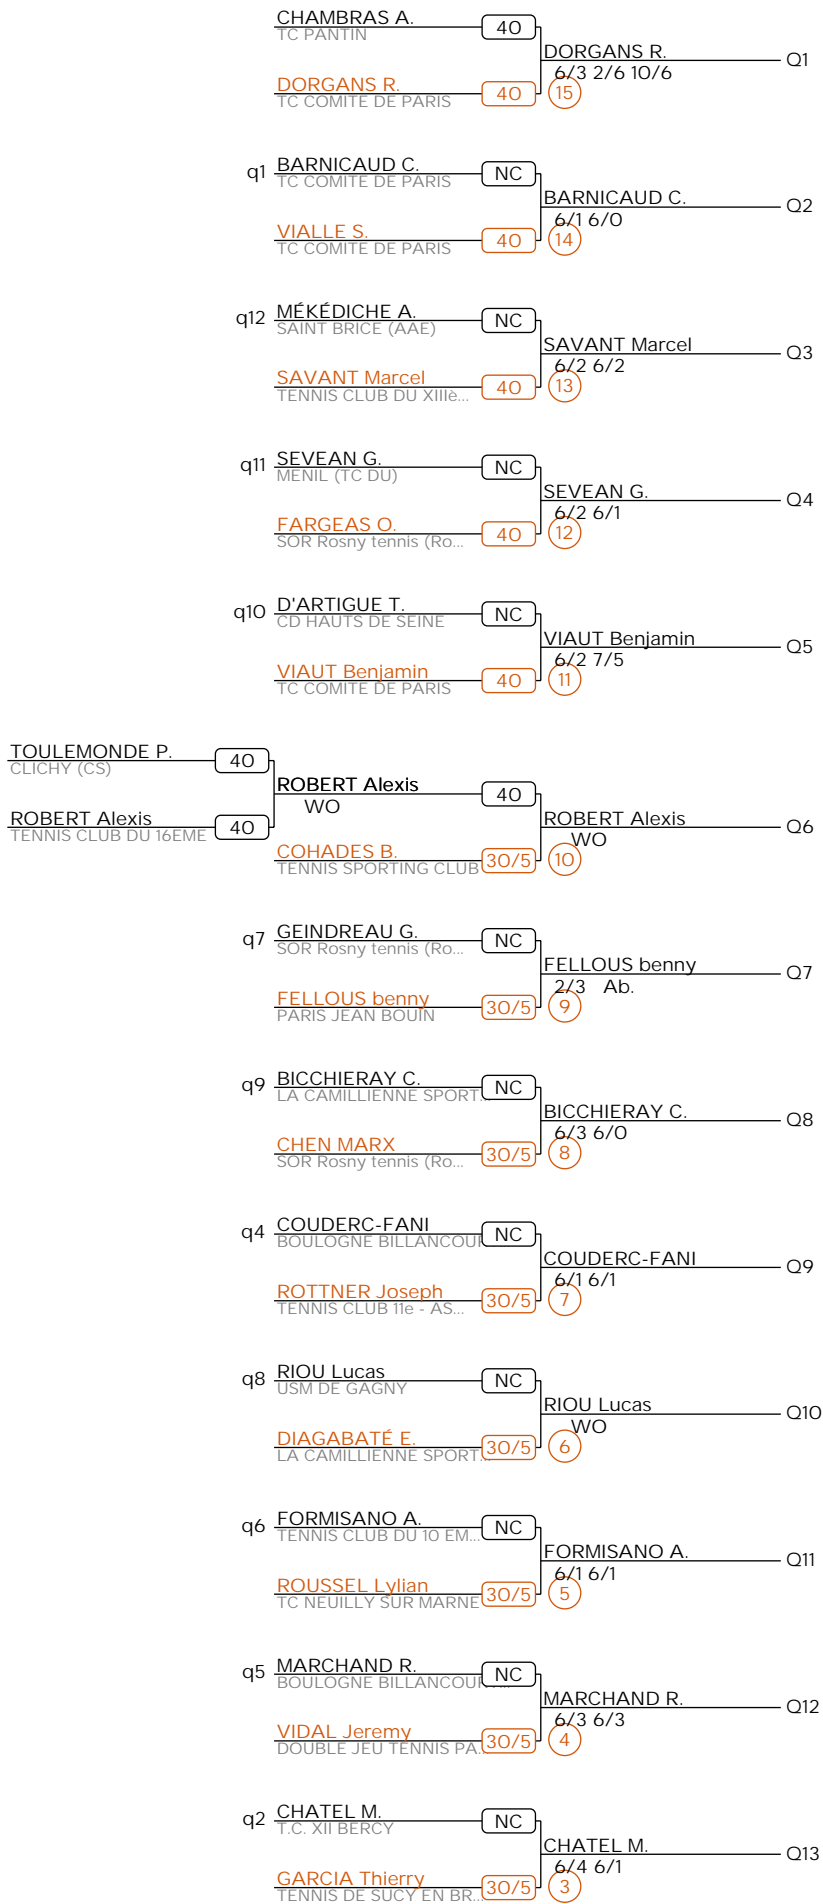 CHAMBRAS A.
TC PANTIN
40
DORGANS R.
6/3 2/6 10/6
Q1
DORGANS R.
TC COMITE DE PARIS
40
15
q1
BARNICAUD C.
TC COMITE DE PARIS
NC
BARNICAUD C.
6/1 6/0
Q2
VIALLE S.
TC COMITE DE PARIS
40
14
q12
MÉKÉDICHE A.
SAINT BRICE (AAE)
NC
SAVANT Marcel
6/2 6/2
Q3
SAVANT Marcel
TENNIS CLUB DU XIIIè...
40
13
q11
SEVEAN G.
MENIL (TC DU)
NC
SEVEAN G.
6/2 6/1
Q4
FARGEAS O.
SOR Rosny tennis (Ro...
40
12
q10
D'ARTIGUE T.
CD HAUTS DE SEINE
NC
VIAUT Benjamin
6/2 7/5
Q5
VIAUT Benjamin
TC COMITE DE PARIS
40
11
TOULEMONDE P.
CLICHY (CS)
40
ROBERT Alexis
WO
40
ROBERT Alexis
TENNIS CLUB DU 16EME
40
ROBERT Alexis
WO
Q6
COHADES B.
TENNIS SPORTING CLUB
30/5
10
q7
GEINDREAU G.
SOR Rosny tennis (Ro...
NC
FELLOUS benny
2/3 Ab.
Q7
FELLOUS benny
PARIS JEAN BOUIN
30/5
9
q9
BICCHIERAY C.
LA CAMILLIENNE SPORT...
NC
BICCHIERAY C.
6/3 6/0
Q8
CHEN MARX
SOR Rosny tennis (Ro...
30/5
8
q4
COUDERC-FANI
BOULOGNE BILLANCOUR...
NC
COUDERC-FANI
6/1 6/1
Q9
ROTTNER Joseph
TENNIS CLUB 11e - AS...
30/5
7
q8
RIOU Lucas
USM DE GAGNY
NC
RIOU Lucas
WO
Q10
DIAGABATÉ E.
LA CAMILLIENNE SPORT...
30/5
6
q6
FORMISANO A.
TENNIS CLUB DU 10 EM...
NC
FORMISANO A.
6/1 6/1
Q11
ROUSSEL Lylian
TC NEUILLY SUR MARNE
30/5
5
q5
MARCHAND R.
BOULOGNE BILLANCOUR...
NC
MARCHAND R.
6/3 6/3
Q12
VIDAL Jeremy
DOUBLE JEU TENNIS PA...
30/5
4
q2
CHATEL M.
T.C. XII BERCY
NC
CHATEL M.
6/4 6/1
Q13
GARCIA Thierry
TENNIS DE SUCY EN BR...
30/5
3